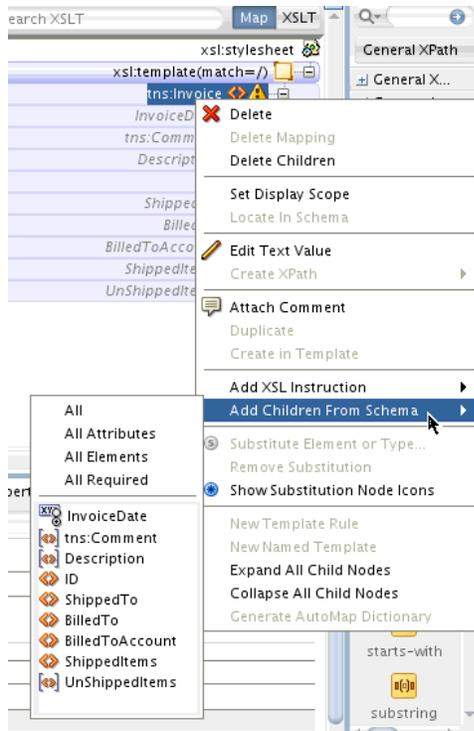 earch XSLT
Map XSLT
xsl:stylesheet
General XPath
xsl:template(match=/)
General X...
tns:Invoice
InvoiceD
Delete
tns:Comm
Delete Mapping
Descript
Delete Children
Set Display Scope
Shipped
Locate In Schema
Billed
BilledToAcco
Edit Text Value
ShippedIte
Create XPath
UnShippedIte
Attach Comment
Duplicate
Create in Template
Add XSL Instruction
Add Children From Schema
All
All Attributes
All Elements
All Required
Substitute Element or Type...
Remove Substitution
Show Substitution Node Icons
pert
InvoiceDate
tns:Comment
Description
ID
ShippedTo
BilledTo
BilledToAccount
ShippedItems
UnShippedItems
New Template Rule
New Named Template
Expand All Child Nodes
Collapse All Child Nodes
Generate AutoMap Dictionary
starts-with
substring